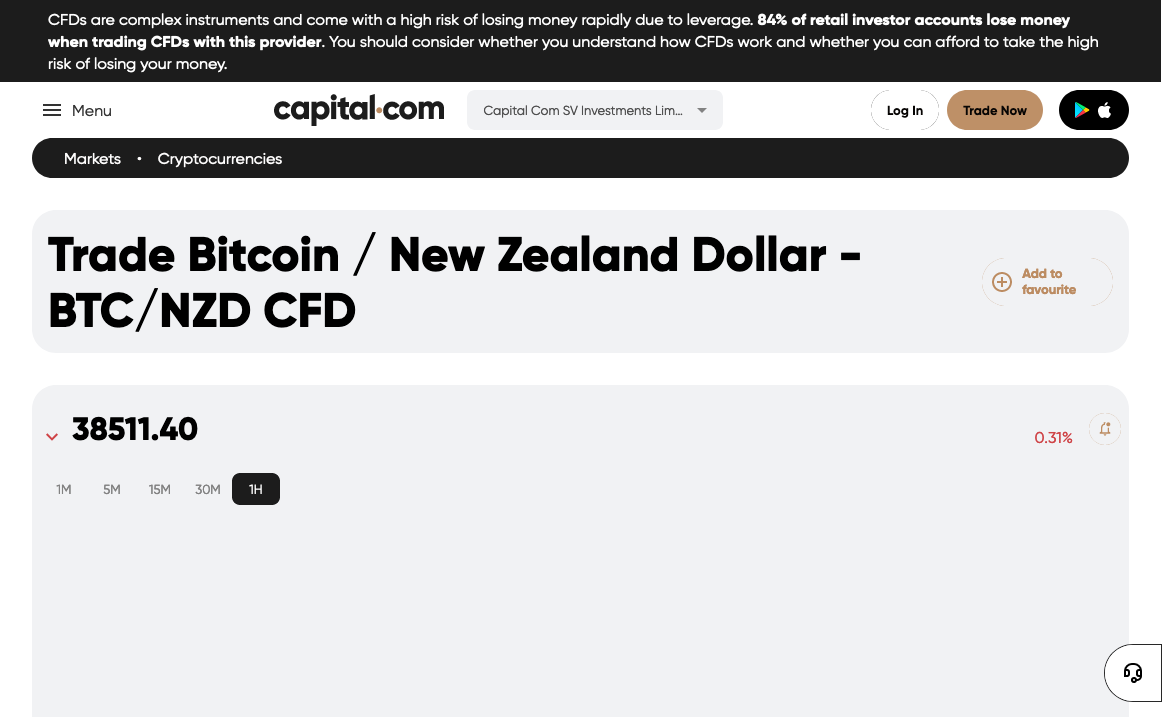 CFDs are complex instruments and come with a high risk of losing money rapidly due to leverage. 84% of retail investor accounts lose money
when trading CFDs with this provider. You should consider whether you understand how CFDs work and whether you can afford to take the high
risk of losing your money.
Menu
capital.com
Capital Com SV Investments Lim...
Log In
Trade Now
Markets • Cryptocurrencies
Trade Bitcoin / New Zealand Dollar -
BTC/NZD CFD
Add to
favourite
38511.40
0.31%
1M 5M 15M 30M 1H